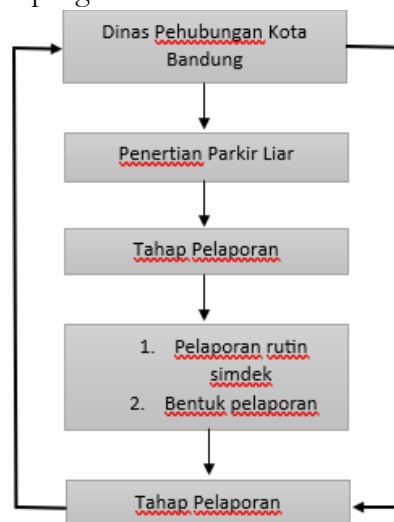 Dinas Pehubungan Kota
Bandung
Penertian Parkir Liar
Tahap Pelaporan
1. Pelaporan rutin
simdek
2. Bentuk pelaporan
Tahap Pelaporan